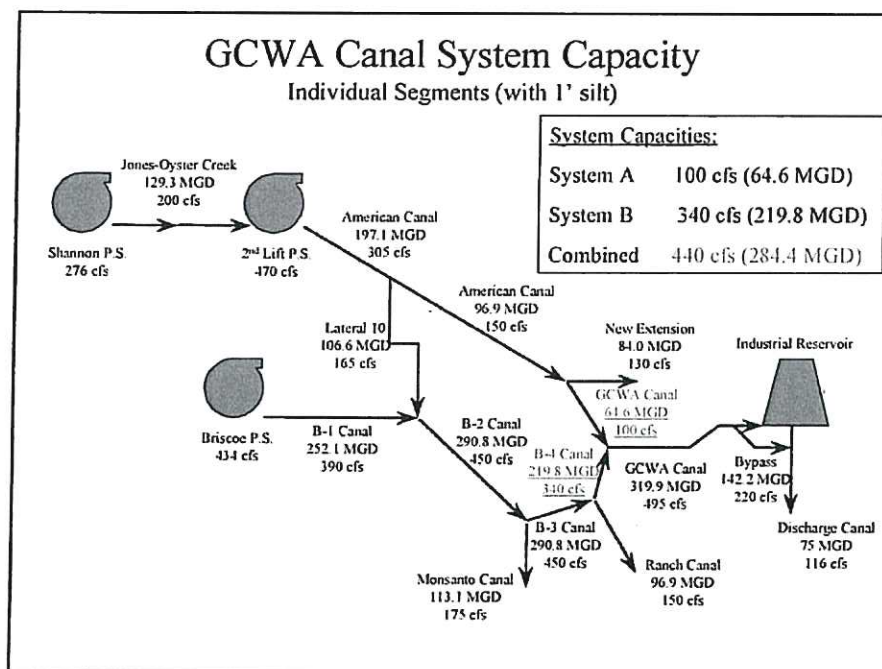 GCWA Canal System Capacity
Individual Segments (with 1' silt)
System Capacities:
System A 100 cfs (64.6 MGD)
System B 340 cfs (219.8 MGD)
Combined 440 cfs (284.4 MGD)
Jones-Oyster Creek
129.3 MGD
200 cfs
Shannon P.S.
276 cfs
2nd Lift P.S.
470 cfs
American Canal
197.1 MGD
305 cfs
American Canal
96.9 MGD
150 cfs
Lateral 10
106.6 MGD
165 cfs
New Extension
84.0 MGD
130 cfs
Industrial Reservoir
GCWA Canal
64.6 MGD
100 cfs
Briscoe P.S.
434 cfs
B-1 Canal
252.1 MGD
390 cfs
B-2 Canal
290.8 MGD
450 cfs
B-4 Canal
219.8 MGD
340 cfs
GCWA Canal
319.9 MGD
495 cfs
Bypass
142.2 MGD
220 cfs
B-3 Canal
290.8 MGD
450 cfs
Discharge Canal
75 MGD
116 cfs
Monsanto Canal
113.1 MGD
175 cfs
Ranch Canal
96.9 MGD
150 cfs